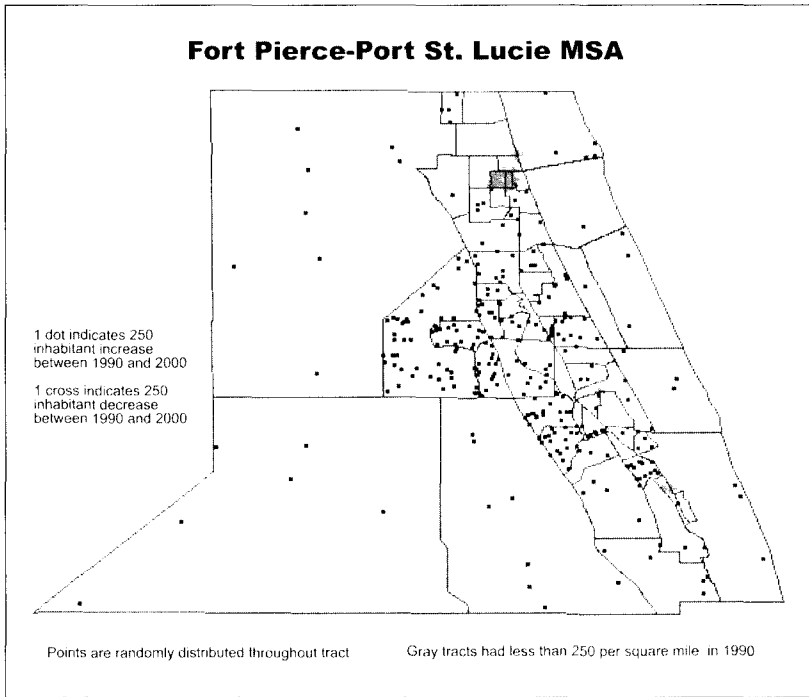 Fort Pierce-Port St. Lucie MSA
1 dot indicates 250
inhabitant increase
between 1990 and 2000
1 cross indicates 250
inhabitant decrease
between 1990 and 2000
Points are randomly distributed throughout tract
Gray tracts had less than 250 per square mile in 1990